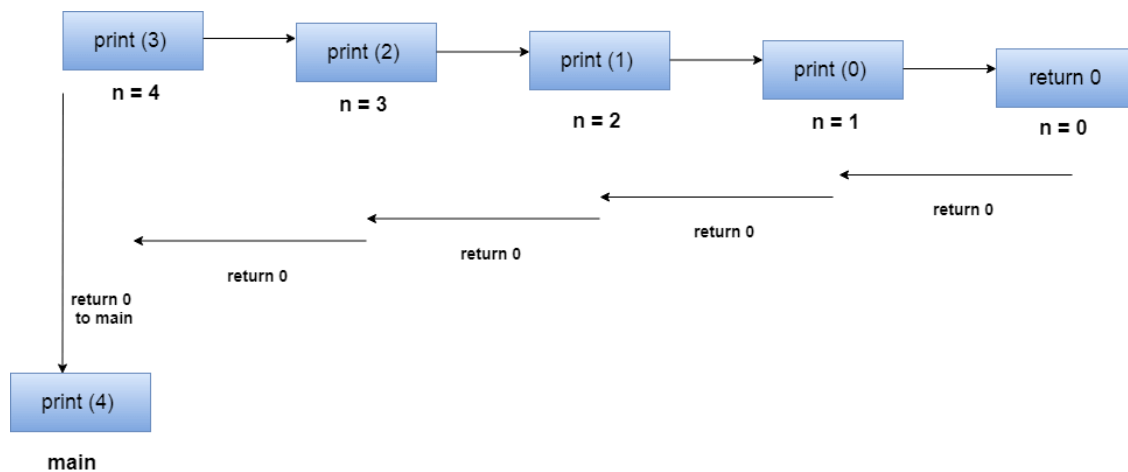 print (3)
print (2)
print (1)
print (0)
return 0
n = 4
n = 3
n = 2
n = 1
n = 0
return 0
return 0
return 0
return 0
return 0
to main
print (4)
main